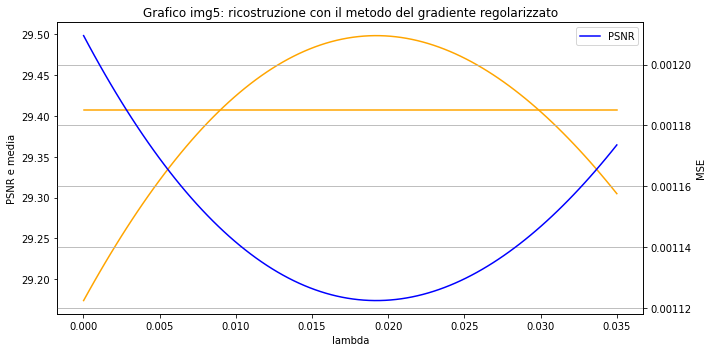 Grafico img5: ricostruzione con il metodo del gradiente regolarizzato
PSNR
29.50
29.45
29.40
29.35
29.30
29.25
29.20
PSNR e media
0.00120
0.00118
0.00116
0.00114
0.00112
MSE
0.000 0.005 0.010 0.015 0.020 0.025 0.030 0.035
lambda